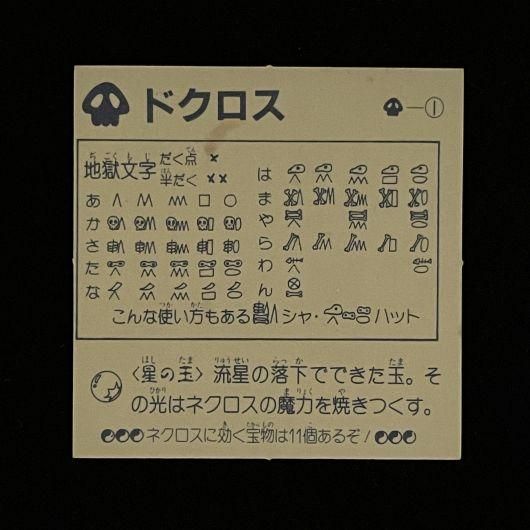 ドクロス ―①
地獄文字 だく点 ×
半だく ××
あ
か
さ
た
な
は
ま
や
ら
わ
ん
こんな使い方もある シャ・ ハット
〈星の玉〉流星の落下でできた玉。そ
の光はネクロスの魔力を焼きつくす。
ネクロスに効く宝物は11個あるぞ!